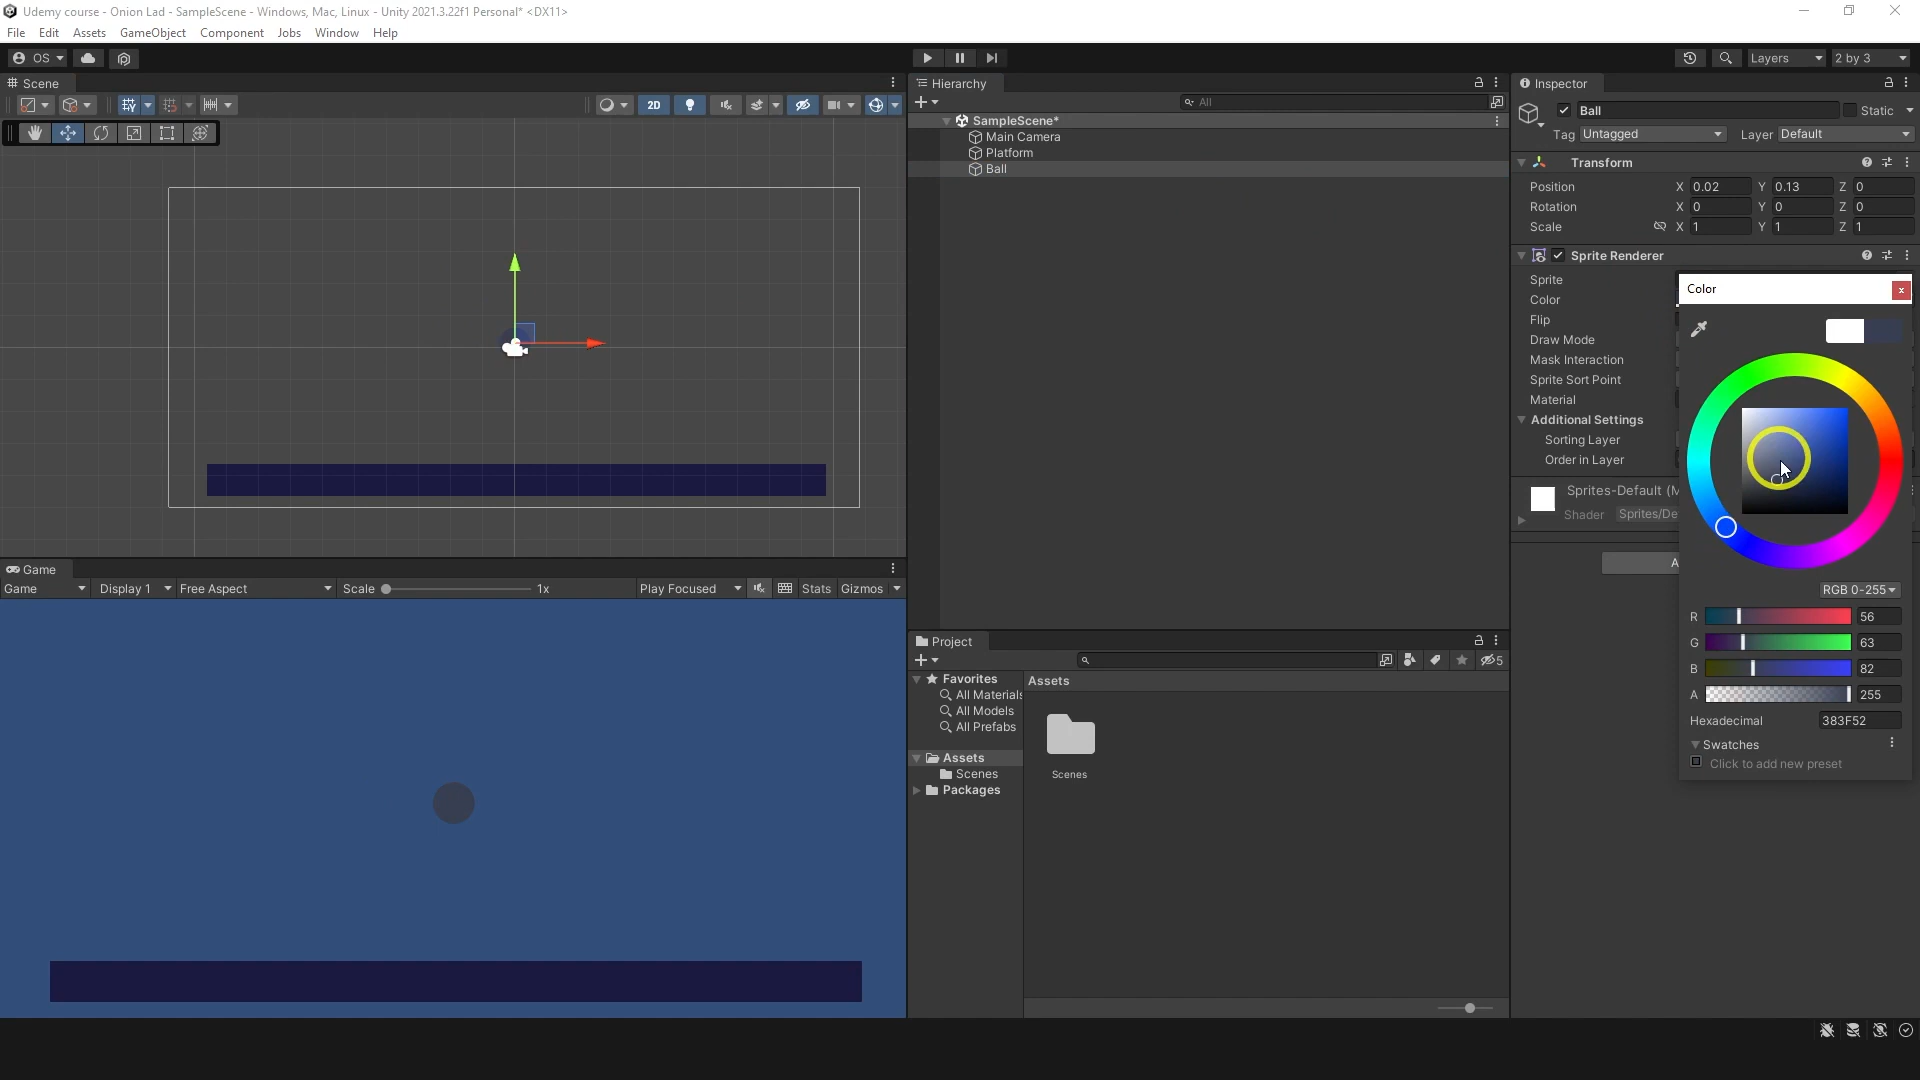 Udemy course - Onion Lad - SampleScene - Windows, Mac, Linux - Unity 2021.3.22f1 Personal* <DX11>
File Edit Assets GameObject Component Jobs Window Help
OS Layers 2 by 3
Scene
2D
Game
Game Display 1 Free Aspect Scale 1x Play Focused Stats Gizmos
Hierarchy
All
SampleScene*
Main Camera
Platform
Ball
Project
5
Favorites
All Materials
All Models
All Prefabs
Assets
Scenes
Packages
Assets
Scenes
Inspector
Ball Static
Tag Untagged Layer Default
Transform
Position X 0.02 Y 0.13 Z 0
Rotation X 0 Y 0 Z 0
Scale X 1 Y 1 Z 1
Sprite Renderer
Sprite
Color
Flip
Draw Mode
Mask Interaction
Sprite Sort Point
Material
Additional Settings
Sorting Layer
Order in Layer
Sprites-Default (M
Shader Sprites/De
A
Color
x
RGB 0-255
R 56
G 63
B 82
A 255
Hexadecimal 383F52
Swatches
Click to add new preset